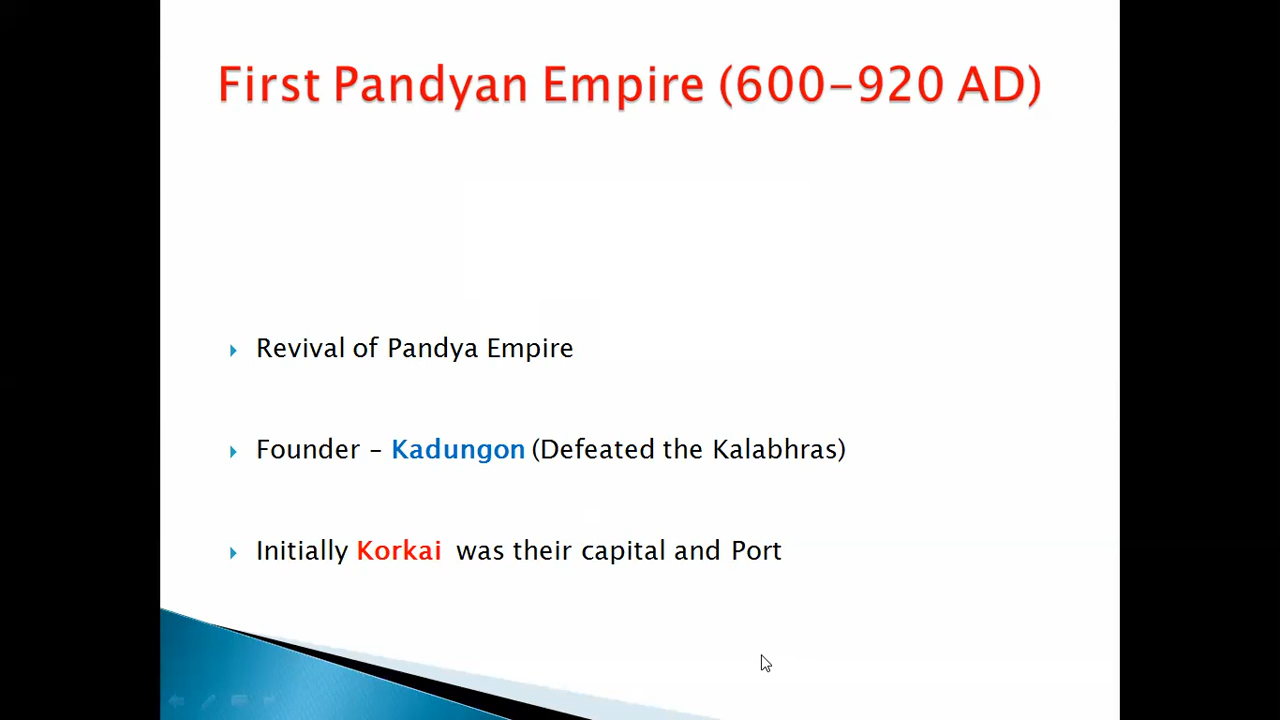 First Pandyan Empire (600-920 AD)
Revival of Pandya Empire
Founder – Kadungon (Defeated the Kalabhras)
Initially Korkai was their capital and Port